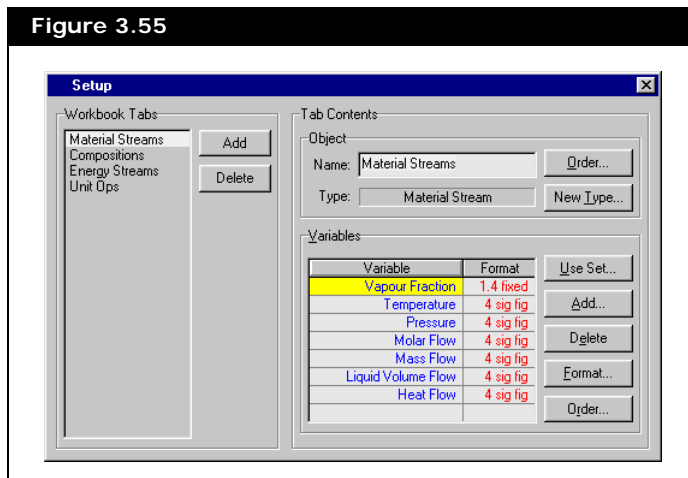 Figure 3.55
Setup
Workbook Tabs
Material Streams
Compositions
Energy Streams
Unit Ops
Add
Delete
Tab Contents
Object
Name: Material Streams
Order...
Type: Material Stream
New Type...
Variables
Variable Format
Vapour Fraction 1.4 fixed
Temperature 4 sig fig
Pressure 4 sig fig
Molar Flow 4 sig fig
Mass Flow 4 sig fig
Liquid Volume Flow 4 sig fig
Heat Flow 4 sig fig
Use Set...
Add...
Delete
Format...
Order...